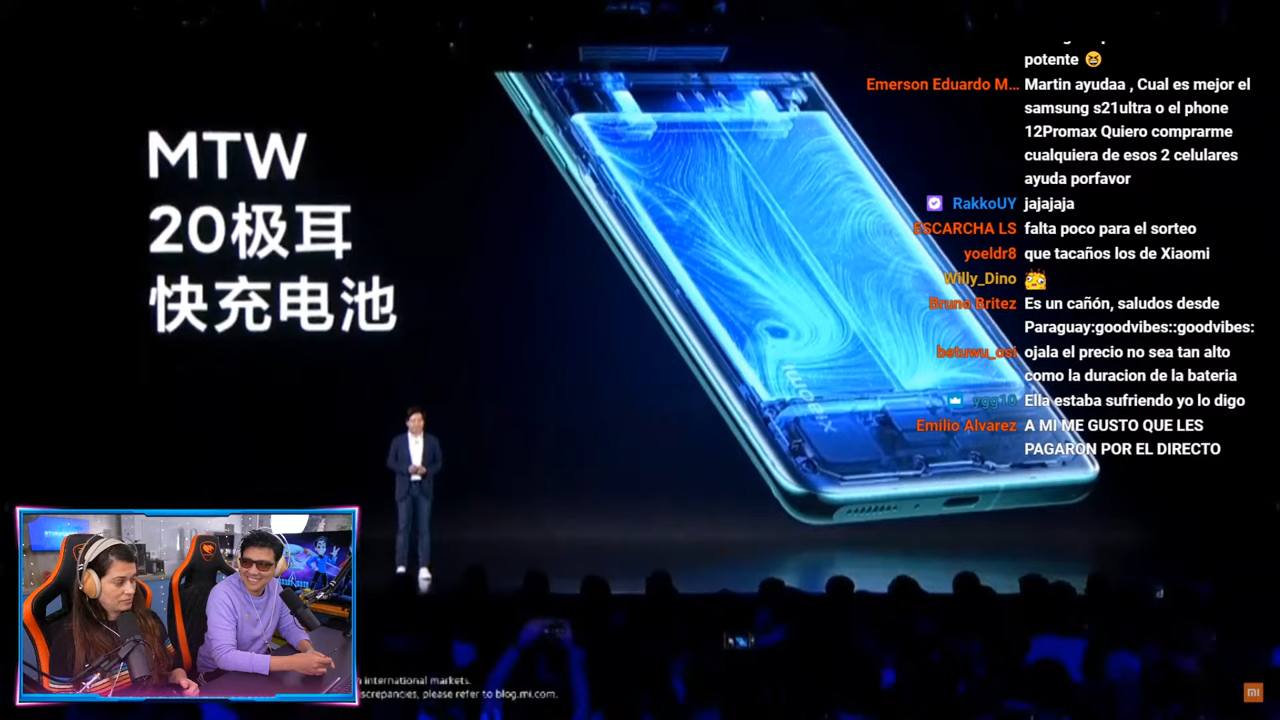 MTW
20极耳
快充电池
potente
Emerson Eduardo M... Martin ayudaa , Cual es mejor el
samsung s21ultra o el phone
12Promax Quiero comprarme
cualquiera de esos 2 celulares
ayuda porfavor
RakkoUY jajajaja
ESCARCHA LS falta poco para el sorteo
yoeldr8 que tacaños los de Xiaomi
Willy_Dino
Bruno Britez Es un cañón, saludos desde
Paraguay:goodvibes::goodvibes:
betuwu_osi ojala el precio no sea tan alto
como la duracion de la bateria
ygg10 Ella estaba sufriendo yo lo digo
Emilio Alvarez A MI ME GUSTO QUE LES
PAGARON POR EL DIRECTO
xiaomi
international markets.
discrepancies, please refer to blog.mi.com.
mi